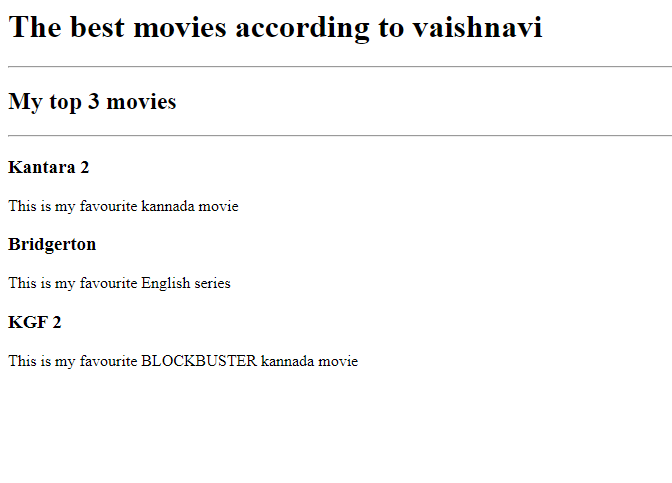 The best movies according to vaishnavi
My top 3 movies
Kantara 2
This is my favourite kannada movie
Bridgerton
This is my favourite English series
KGF 2
This is my favourite BLOCKBUSTER kannada movie